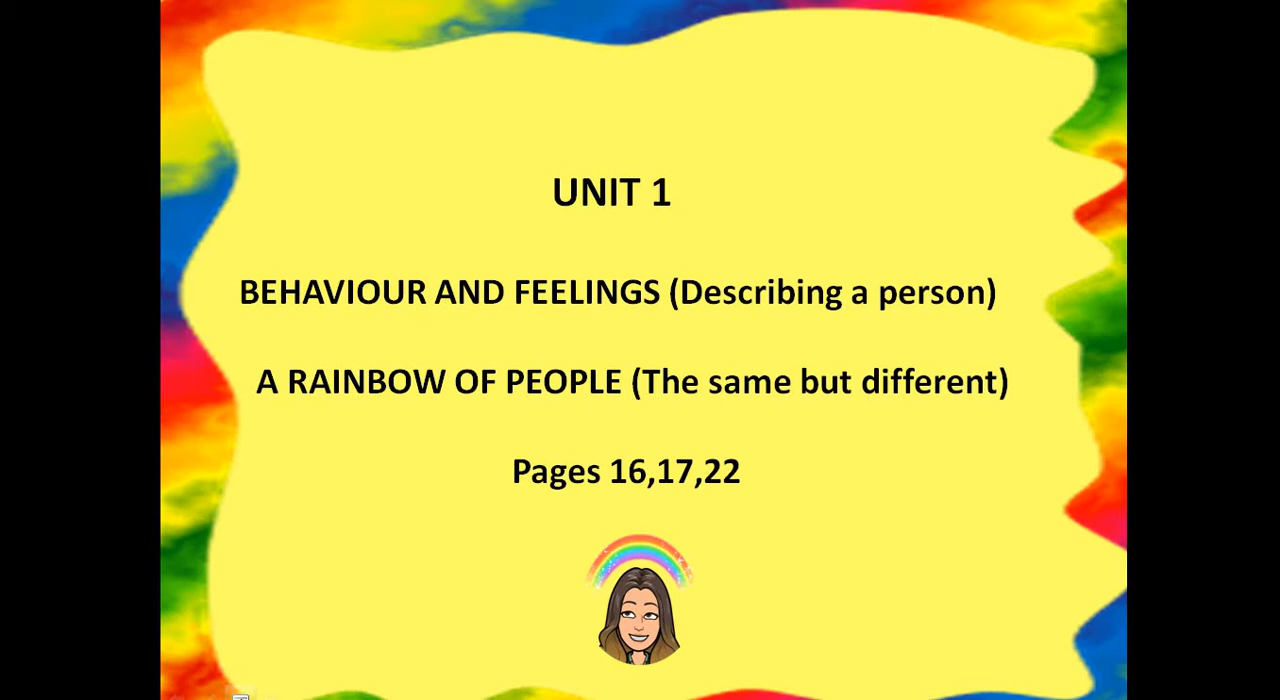 UNIT 1
BEHAVIOUR AND FEELINGS (Describing a person)
A RAINBOW OF PEOPLE (The same but different)
Pages 16,17,22